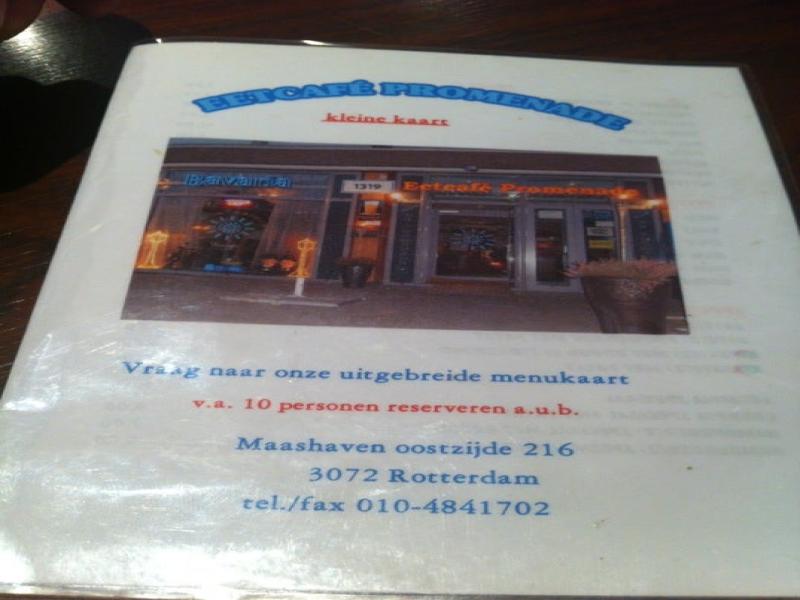 EETCAFÉ PROMENADE
kleine kaart
Bavaria
1319
Eetcafé Promenade
Vraag naar onze uitgebreide menukaart
v.a. 10 personen reserveren a.u.b.
Maashaven oostzijde 216
3072 Rotterdam
tel./fax 010-4841702